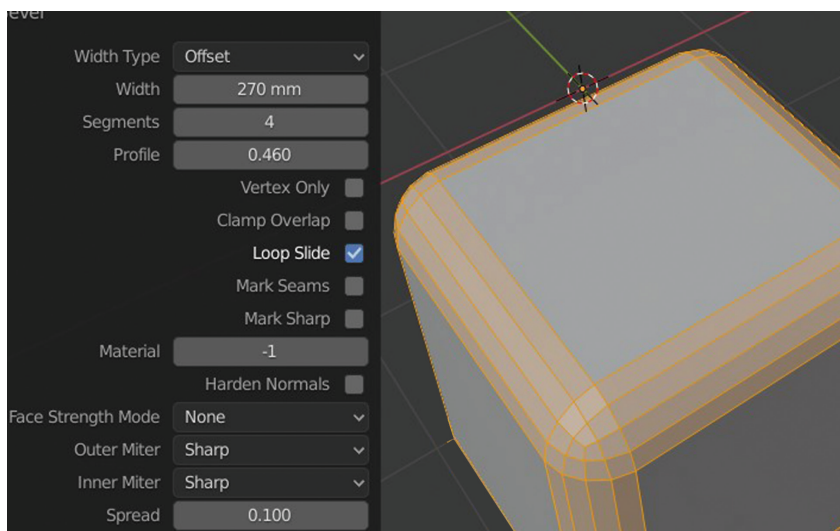 ever
Width Type Offset
Width 270 mm
Segments 4
Profile 0.460
Vertex Only
Clamp Overlap
Loop Slide
Mark Seams
Mark Sharp
Material -1
Harden Normals
Face Strength Mode None
Outer Miter Sharp
Inner Miter Sharp
Spread 0.100